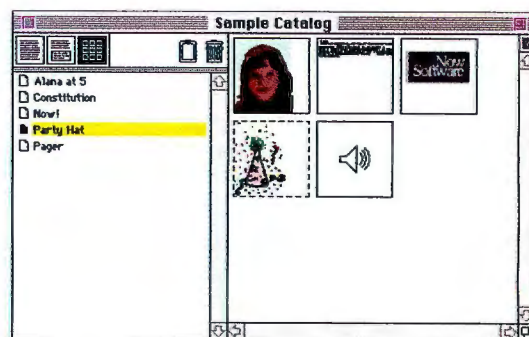 Sample Catalog
Alana at 5
Constitution
Now!
Party Hat
Pager
Now
Software